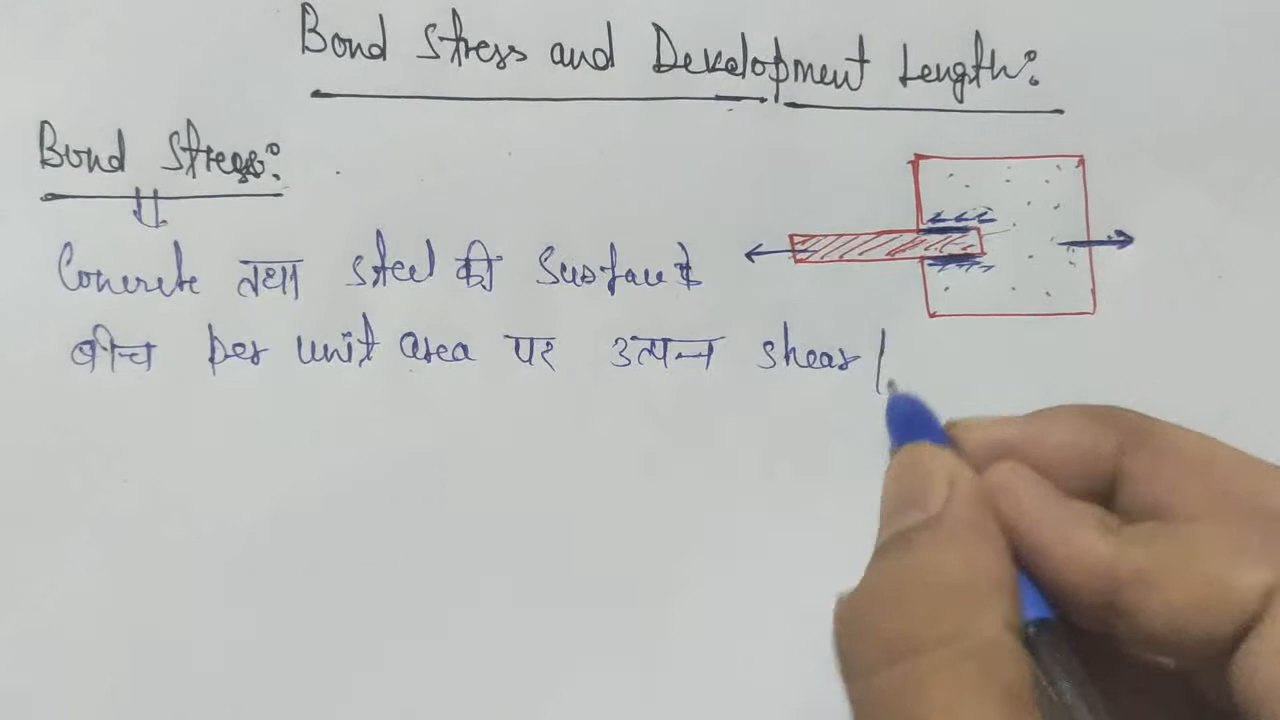 Bond Stress and Development Length:
Bond Stress:
Concrete तथा Steel की Surface के
बीच per unit area पर उत्पन्न shear